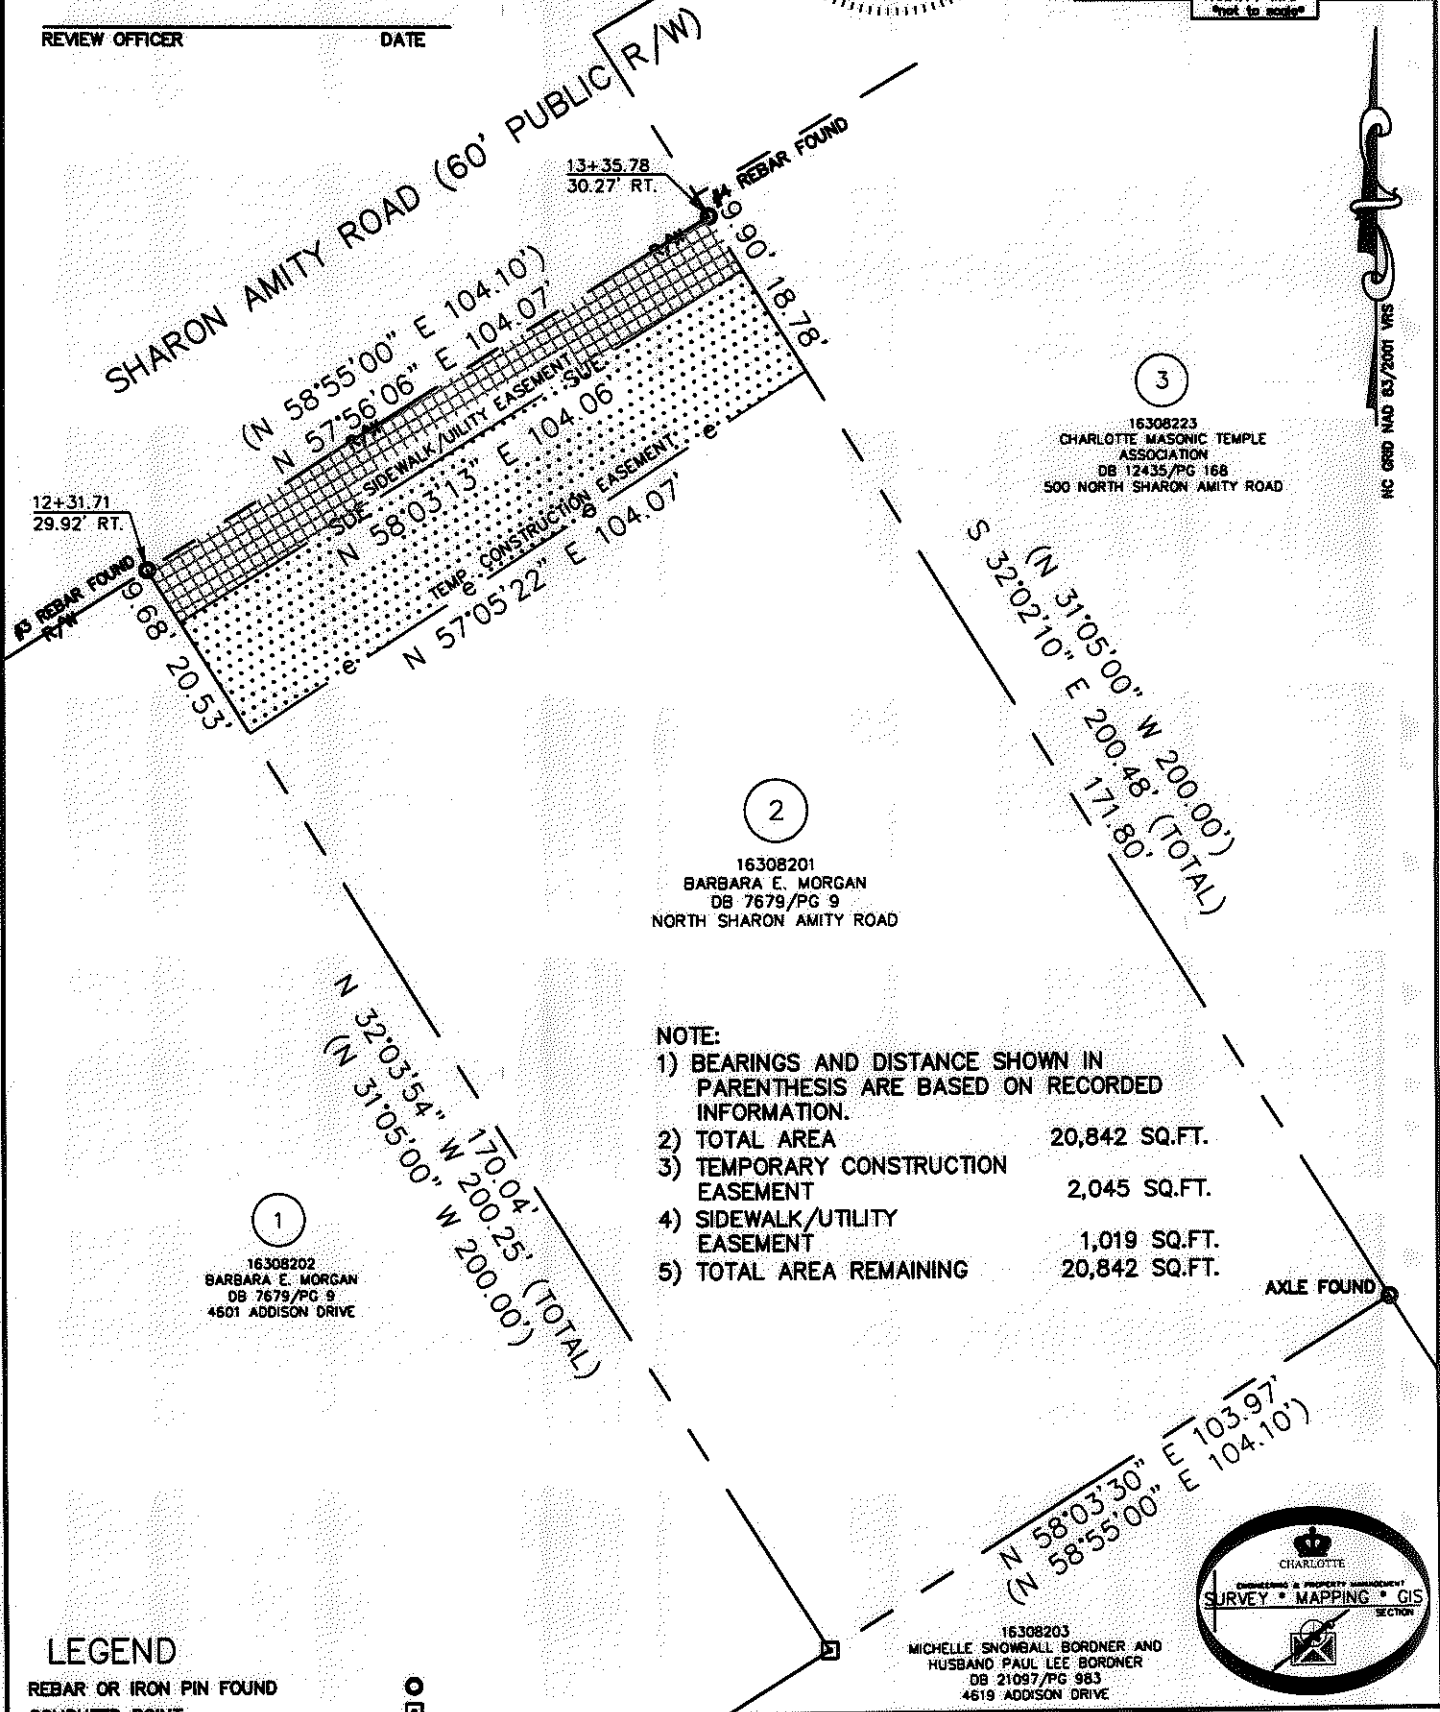 "not to scale"
REVIEW OFFICER DATE
SHARON AMITY ROAD (60' PUBLIC R/W)
13+35.78
30.27' RT.
#4 REBAR FOUND
R/W
9.90'
18.78'
(N 58°55'00" E 104.10')
N 57°56'06" E 104.07'
R/W
SUE SIDEWALK/UILITY EASEMENT SUE
N 58°03'13" E 104.06'
TEMP. CONSTRUCTION EASEMENT
e e e e
N 57°05'22" E 104.07'
12+31.71
29.92' RT.
#3 REBAR FOUND
R/W
9.68'
20.53'
NC GRID NAD 83/2001 VRS
3
16308223
CHARLOTTE MASONIC TEMPLE
ASSOCIATION
DB 12435/PG 168
500 NORTH SHARON AMITY ROAD
(N 31°05'00" W 200.00')
S 32°02'10" E 200.48' (TOTAL)
171.80'
2
16308201
BARBARA E. MORGAN
DB 7679/PG 9
NORTH SHARON AMITY ROAD
170.04'
N 32°03'54" W 200.25' (TOTAL)
(N 31°05'00" W 200.00')
NOTE:
1) BEARINGS AND DISTANCE SHOWN IN
PARENTHESIS ARE BASED ON RECORDED
INFORMATION.
2) TOTAL AREA 20,842 SQ.FT.
3) TEMPORARY CONSTRUCTION
EASEMENT 2,045 SQ.FT.
4) SIDEWALK/UTILITY
EASEMENT 1,019 SQ.FT.
5) TOTAL AREA REMAINING 20,842 SQ.FT.
1
16308202
BARBARA E. MORGAN
DB 7679/PG 9
4601 ADDISON DRIVE
AXLE FOUND
N 58°03'30" E 103.97'
(N 58°55'00" E 104.10')
16308203
MICHELLE SNOWBALL BORDNER AND
HUSBAND PAUL LEE BORDNER
DB 21097/PG 983
4619 ADDISON DRIVE
CHARLOTTE
ENGINEERING & PROPERTY MANAGEMENT
SURVEY * MAPPING * GIS
SECTION
LEGEND
REBAR OR IRON PIN FOUND